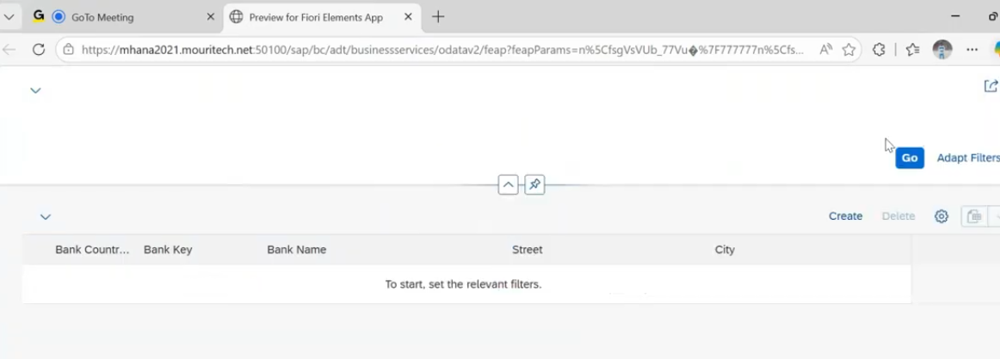 G GoTo Meeting
Preview for Fiori Elements App
https://mhana2021.mouritech.net:50100/sap/bc/adt/businessservices/odatav2/feap?feapParams=n%5CfsgVsVUb_77Vu�%7F777777n%5Cfs...
Go Adapt Filters
Create Delete
Bank Countr... Bank Key Bank Name Street City
To start, set the relevant filters.